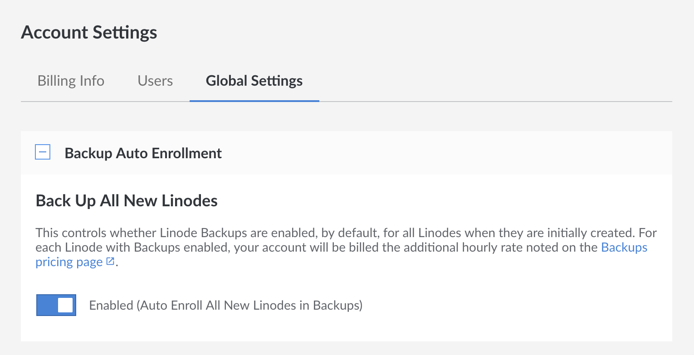 Account Settings
Billing Info Users Global Settings
Backup Auto Enrollment
Back Up All New Linodes
This controls whether Linode Backups are enabled, by default, for all Linodes when they are initially created. For
each Linode with Backups enabled, your account will be billed the additional hourly rate noted on the Backups
pricing page.
Enabled (Auto Enroll All New Linodes in Backups)